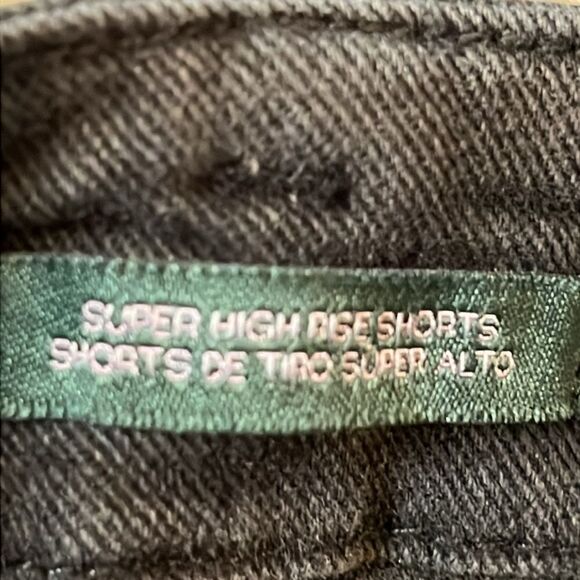 SUPER HIGH RISE SHORTS
SHORTS DE TIRO SUPER ALTO